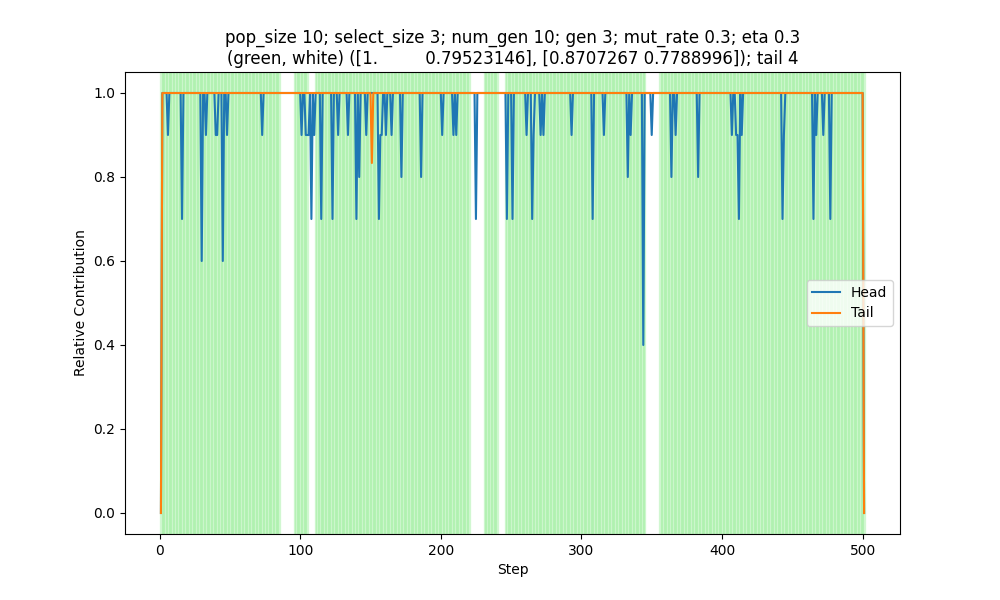 pop_size 10; select_size 3; num_gen 10; gen 3; mut_rate 0.3; eta 0.3
(green, white) ([1.         0.79523146], [0.8707267 0.7788996]); tail 4
1.0
0.8
0.6
0.4
0.2
0.0
Relative Contribution
Head
Tail
0
100
200
300
400
500
Step